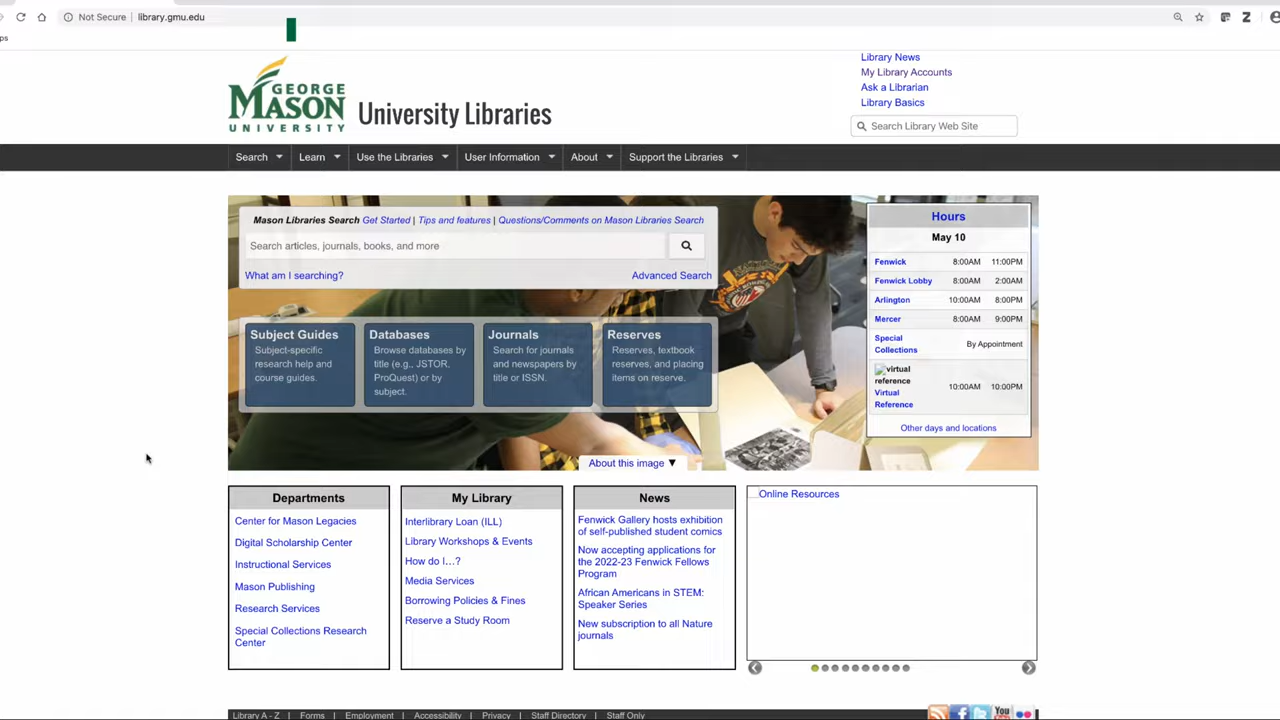 Not Secure | library.gmu.edu
ps
Library News
My Library Accounts
Ask a Librarian
Library Basics
Search Library Web Site
GEORGE
MASON
UNIVERSITY
University Libraries
Search
Learn
Use the Libraries
User Information
About
Support the Libraries
Mason Libraries Search Get Started | Tips and features | Questions/Comments on Mason Libraries Search
Search articles, journals, books, and more
What am I searching?
Advanced Search
Subject Guides
Subject-specific
research help and
course guides.
Databases
Browse databases by
title (e.g., JSTOR,
ProQuest) or by
subject.
Journals
Search for journals
and newspapers by
title or ISSN.
Reserves
Reserves, textbook
reserves, and placing
items on reserve.
About this image ▼
Hours
May 10
Fenwick 8:00AM 11:00PM
Fenwick Lobby 8:00AM 2:00AM
Arlington 10:00AM 8:00PM
Mercer 8:00AM 9:00PM
Special
Collections
By Appointment
virtual
reference
Virtual
Reference
10:00AM 10:00PM
Other days and locations
Departments
Center for Mason Legacies
Digital Scholarship Center
Instructional Services
Mason Publishing
Research Services
Special Collections Research
Center
My Library
Interlibrary Loan (ILL)
Library Workshops & Events
How do I...?
Media Services
Borrowing Policies & Fines
Reserve a Study Room
News
Fenwick Gallery hosts exhibition
of self-published student comics
Now accepting applications for
the 2022-23 Fenwick Fellows
Program
African Americans in STEM:
Speaker Series
New subscription to all Nature
journals
Online Resources
Library A - Z | Forms | Employment | Accessibility | Privacy | Staff Directory | Staff Only
You